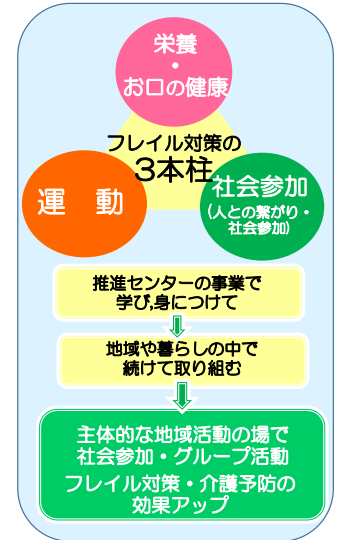 栄養
・
お口の健康
フレイル対策の
3本柱
運　動
社会参加
(人との繋がり・
社会参加)
推進センターの事業で
学び,身につけて
地域や暮らしの中で
続けて取り組む
主体的な地域活動の場で
社会参加・グループ活動
フレイル対策・介護予防の
効果アップ